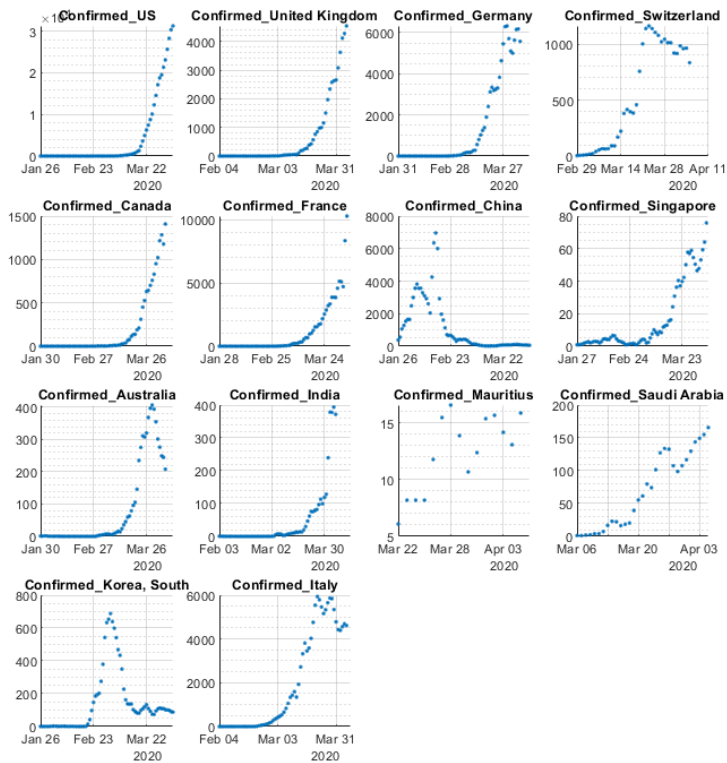 Confirmed_US
3
2
1
0
Jan 26 Feb 23 Mar 22
2020
Confirmed_United Kingdom
4000
3000
2000
1000
0
Feb 04 Mar 03 Mar 31
2020
Confirmed_Germany
6000
4000
2000
0
Jan 31 Feb 28 Mar 27
2020
Confirmed_Switzerland
1000
500
0
Feb 29 Mar 14 Mar 28 Apr 11
2020
Confirmed_Canada
1500
1000
500
0
Jan 30 Feb 27 Mar 26
2020
Confirmed_France
10000
5000
0
Jan 28 Feb 25 Mar 24
2020
Confirmed_China
8000
6000
4000
2000
0
Jan 26 Feb 23 Mar 22
2020
Confirmed_Singapore
80
60
40
20
0
Jan 27 Feb 24 Mar 23
2020
Confirmed_Australia
400
300
200
100
0
Jan 30 Feb 27 Mar 26
2020
Confirmed_India
400
300
200
100
0
Feb 03 Mar 02 Mar 30
2020
Confirmed_Mauritius
15
10
5
Mar 22 Mar 28 Apr 03
2020
Confirmed_Saudi Arabia
200
150
100
50
0
Mar 06 Mar 20 Apr 03
2020
Confirmed_Korea, South
800
600
400
200
0
Jan 26 Feb 23 Mar 22
2020
Confirmed_Italy
6000
4000
2000
0
Feb 04 Mar 03 Mar 31
2020